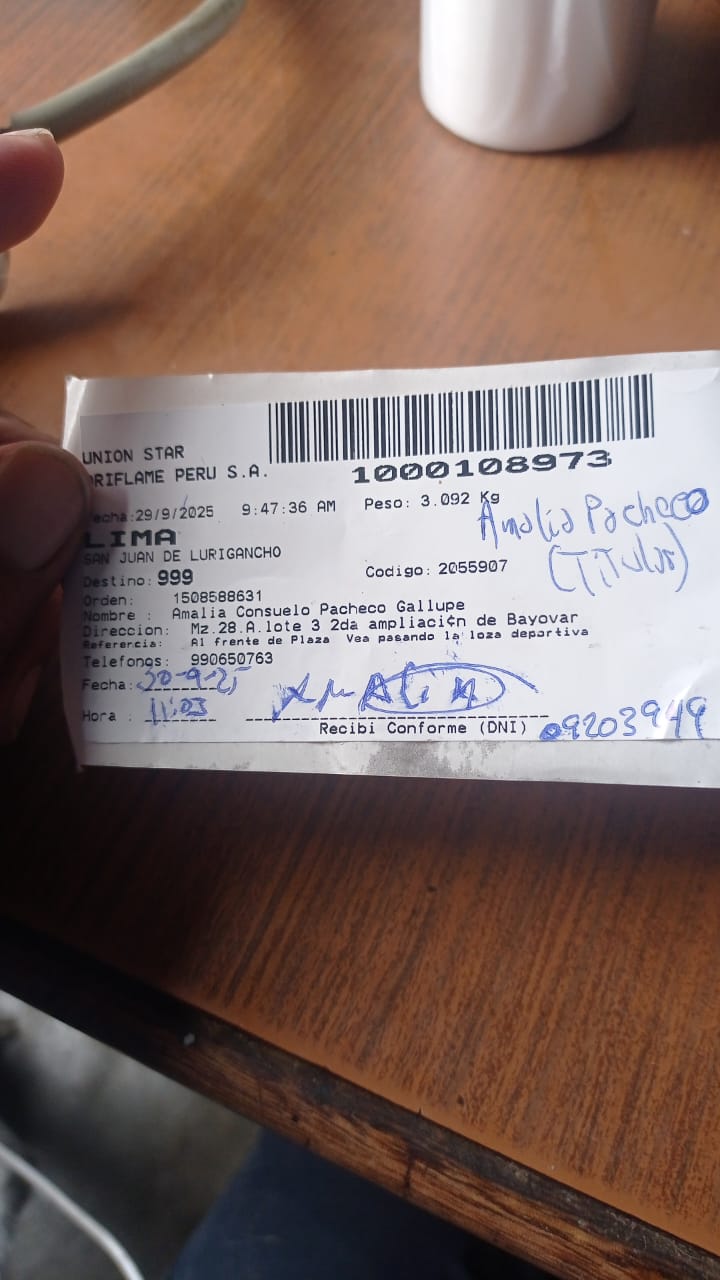 UNION STAR
ORIFLAME PERU S.A.
1000108973
Fecha:29/9/2025 9:47:36 AM Peso: 3.092 Kg
Amalia Pacheco
(Titular)
LIMA
SAN JUAN DE LURIGANCHO
Destino: 999 Codigo: 2055907
Orden: 1508588631
Nombre : Amalia Consuelo Pacheco Gallupe
Direccion: Mz.28.A.lote 3 2da ampliaci¢n de Bayovar
Referencia: Al frente de Plaza Vea pasando la loza deportiva
Telefonos: 990650763
Fecha: 30-9-25
Hora : 11:03
Recibi Conforme (DNI) 09203949